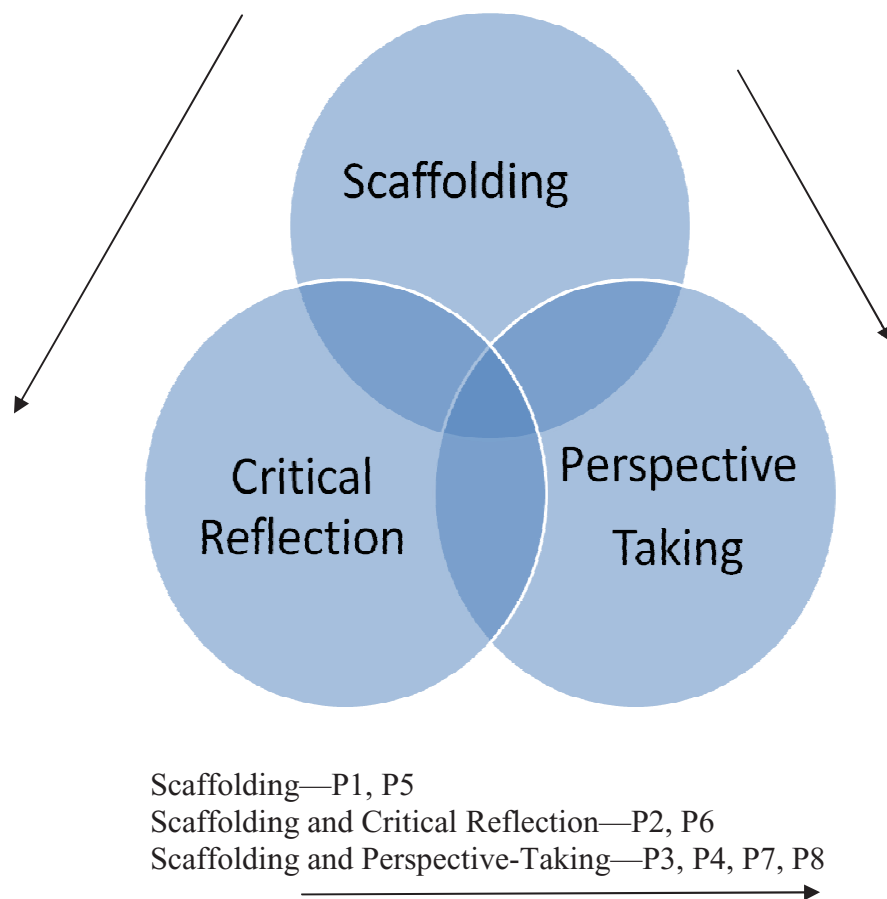 Scaffolding
Critical
Reflection
Perspective
Taking
Scaffolding—P1, P5
Scaffolding and Critical Reflection—P2, P6
Scaffolding and Perspective-Taking—P3, P4, P7, P8